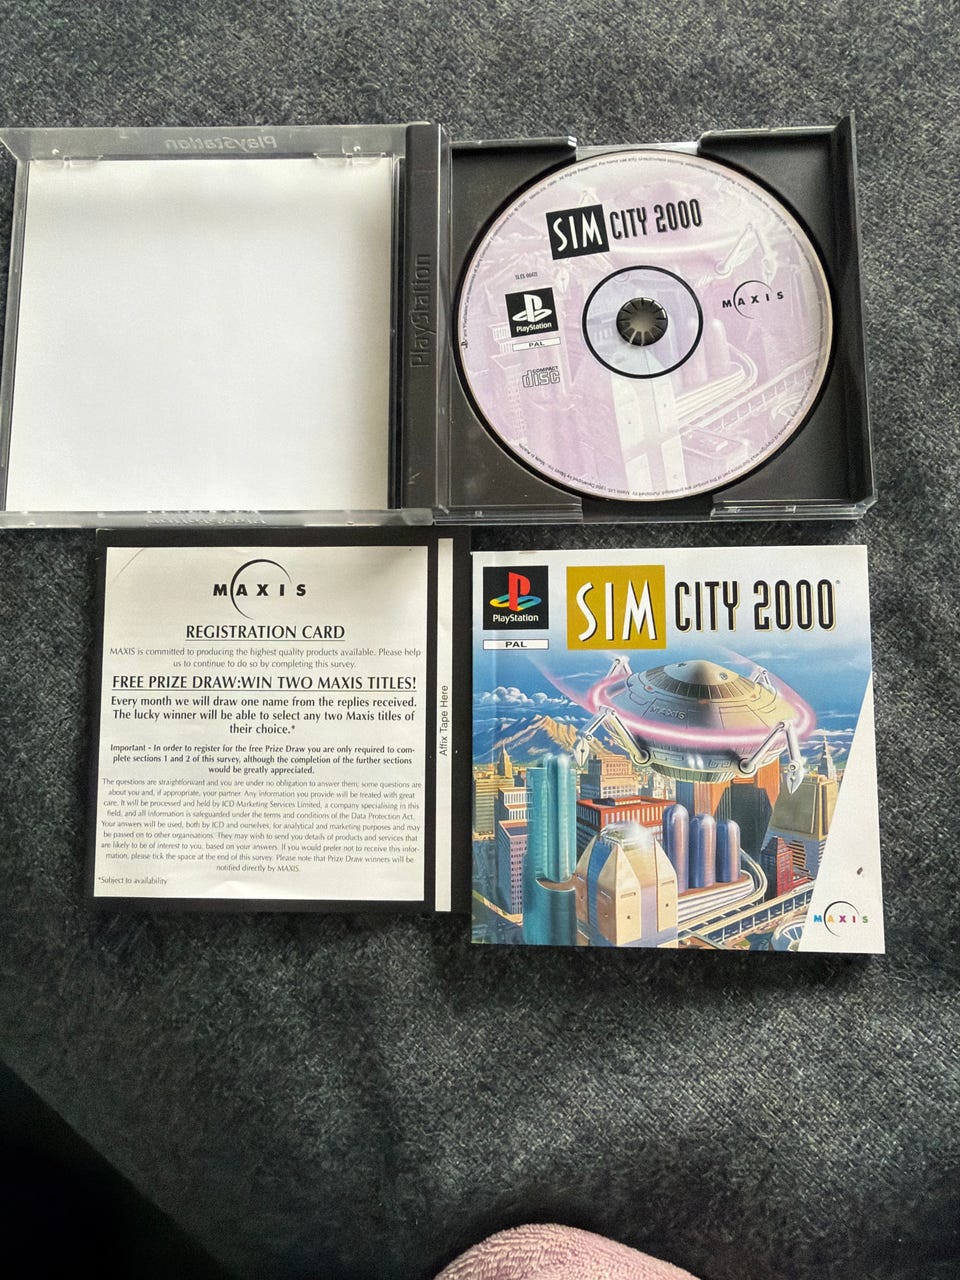 PlayStation
PlayStation
SIM CITY 2000
PlayStation
PAL
MAXIS
COMPACT
disc
MAXIS
REGISTRATION CARD
MAXIS is committed to producing the highest quality products available. Please help
us to continue to do so by completing this survey.
FREE PRIZE DRAW:WIN TWO MAXIS TITLES!
Every month we will draw one name from the replies received.
The lucky winner will be able to select any two Maxis titles of
their choice.*
Important - In order to register for the free Prize Draw you are only required to com-
plete sections 1 and 2 of this survey, although the completion of the further sections
would be greatly appreciated.
The questions are straightforward and you are under no obligation to answer them; some questions are
about you and, if appropriate, your partner. Any information you provide will be treated with great
care. It will be processed and held by ICD Marketing Services Limited, a company specialising in this
field, and all information is safeguarded under the terms and conditions of the Data Protection Act.
Your answers will be used, both by ICD and ourselves, for analytical and marketing purposes and may
be passed on to other organisations. They may wish to send you details of products and services that
are likely to be of interest to you, based on your answers. If you would prefer not to receive this infor-
mation, please tick the space at the end of this survey. Please note that Prize Draw winners will be
notified directly by MAXIS.
*Subject to availability
Affix Tape Here
PlayStation
PAL
SIM CITY 2000
MAXIS
MAXIS